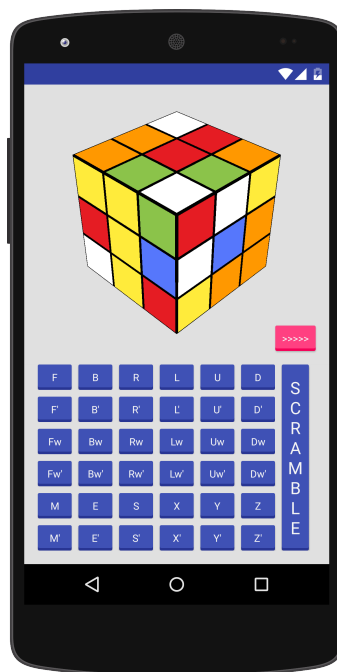 >>>>>
F B R L U D
F' B' R' L' U' D'
Fw Bw Rw Lw Uw Dw
Fw' Bw' Rw' Lw' Uw' Dw'
M E S X Y Z
M' E' S' X' Y' Z'
SCRAMBLE